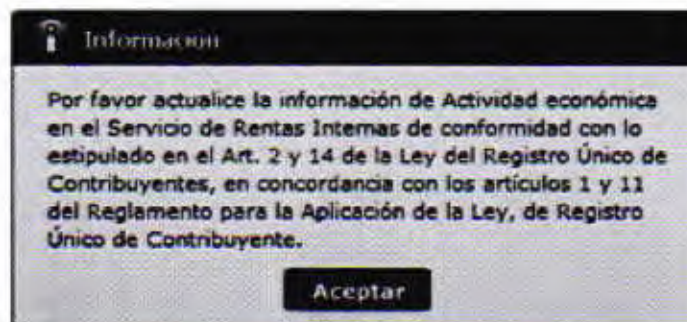 Información
Por favor actualice la información de Actividad económica
en el Servicio de Rentas Internas de conformidad con lo
estipulado en el Art. 2 y 14 de la Ley del Registro Único de
Contribuyentes, en concordancia con los artículos 1 y 11
del Reglamento para la Aplicación de la Ley, de Registro
Único de Contribuyente.
Aceptar